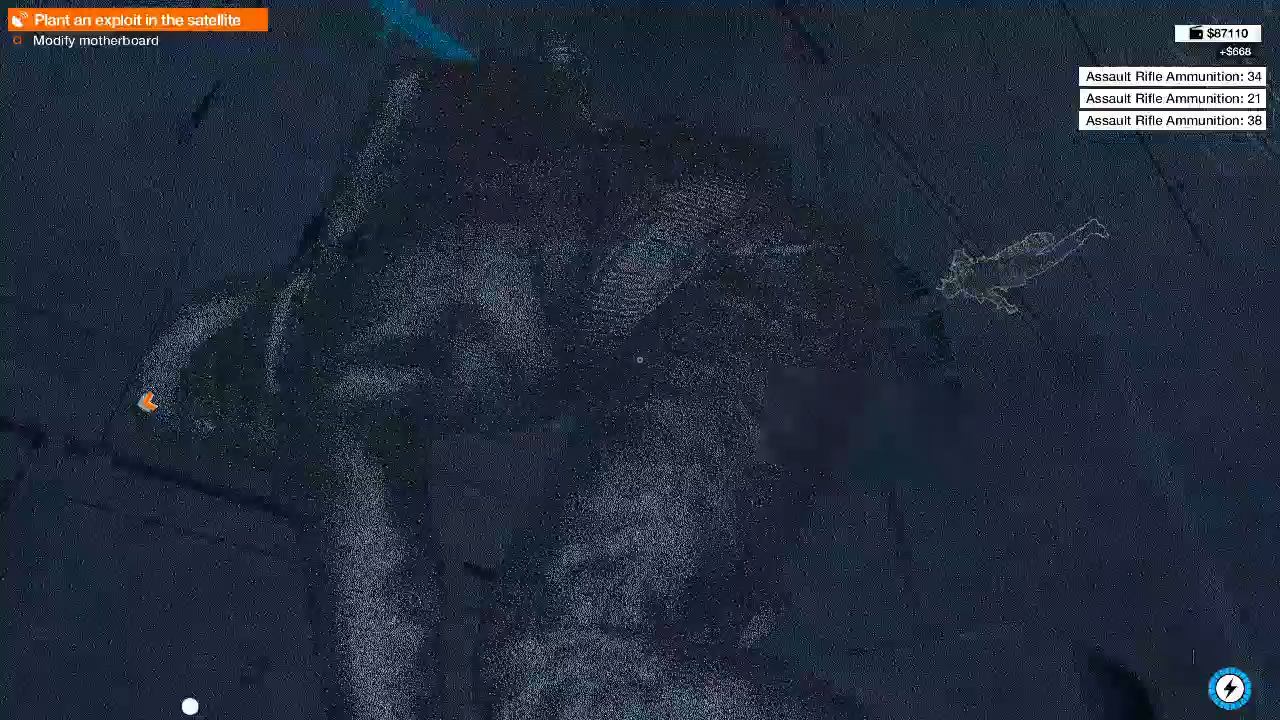 Plant an exploit in the satellite
Modify motherboard
$87110
+$668
Assault Rifle Ammunition: 34
Assault Rifle Ammunition: 21
Assault Rifle Ammunition: 38